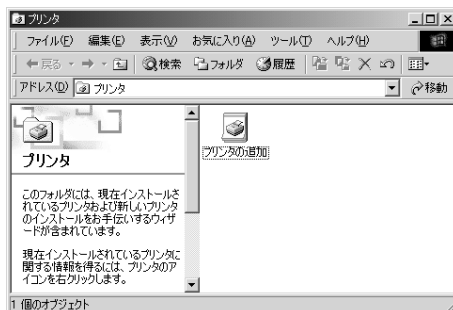 プリンタ
ファイル(F) 編集(E) 表示(V) お気に入り(A) ツール(T) ヘルプ(H)
戻る 検索 フォルダ 履歴
アドレス(D) プリンタ 移動
プリンタ
このフォルダには、現在インストールさ
れているプリンタおよび新しいプリンタ
のインストールをお手伝いするウィザ
ードが含まれています。
現在インストールされているプリンタに
関する情報を得るには、プリンタのア
イコンを右クリックします。
プリンタの追加
1 個のオブジェクト